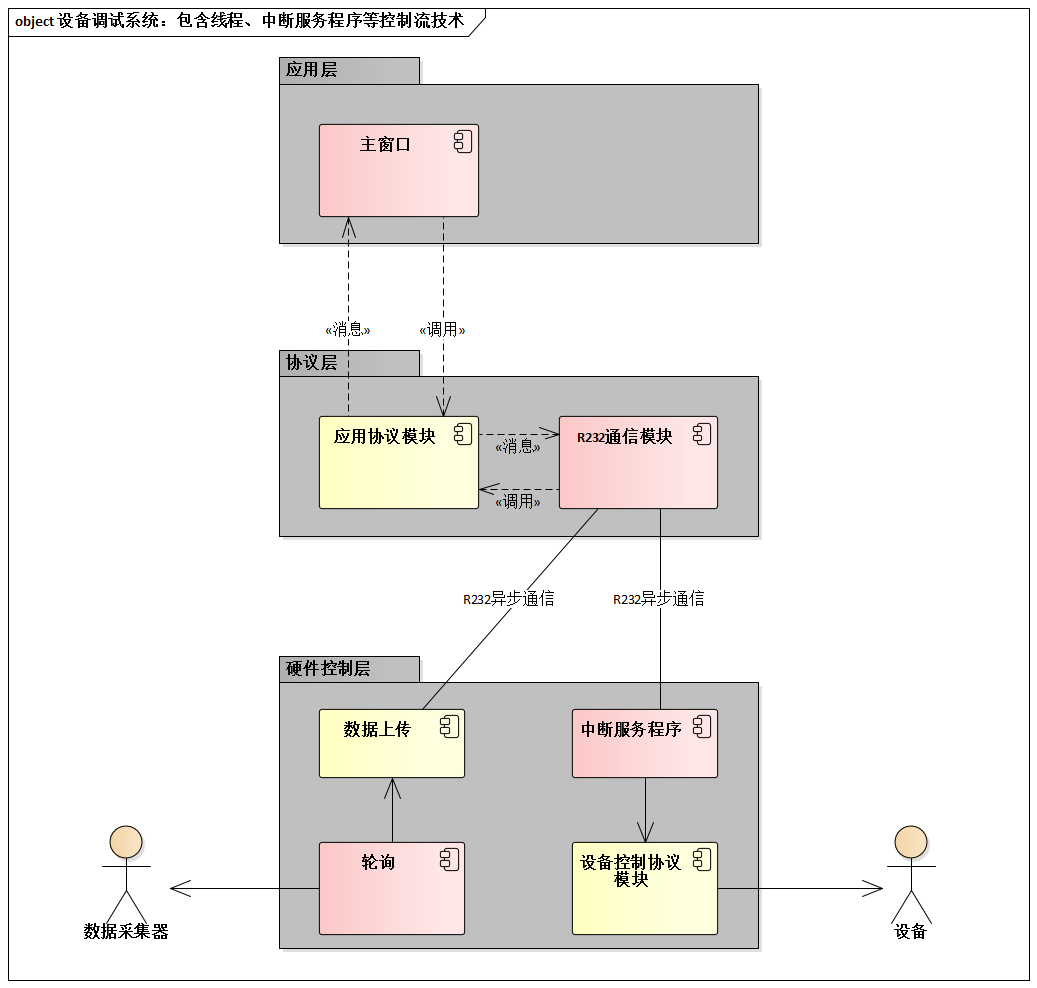 object 设备调试系统：包含线程、中断服务程序等控制流技术
应用层
主窗口
«消息»
«调用»
协议层
应用协议模块
R232通信模块
«消息»
«调用»
R232异步通信
R232异步通信
硬件控制层
数据上传
中断服务程序
轮询
设备控制协议
模块
数据采集器
设备